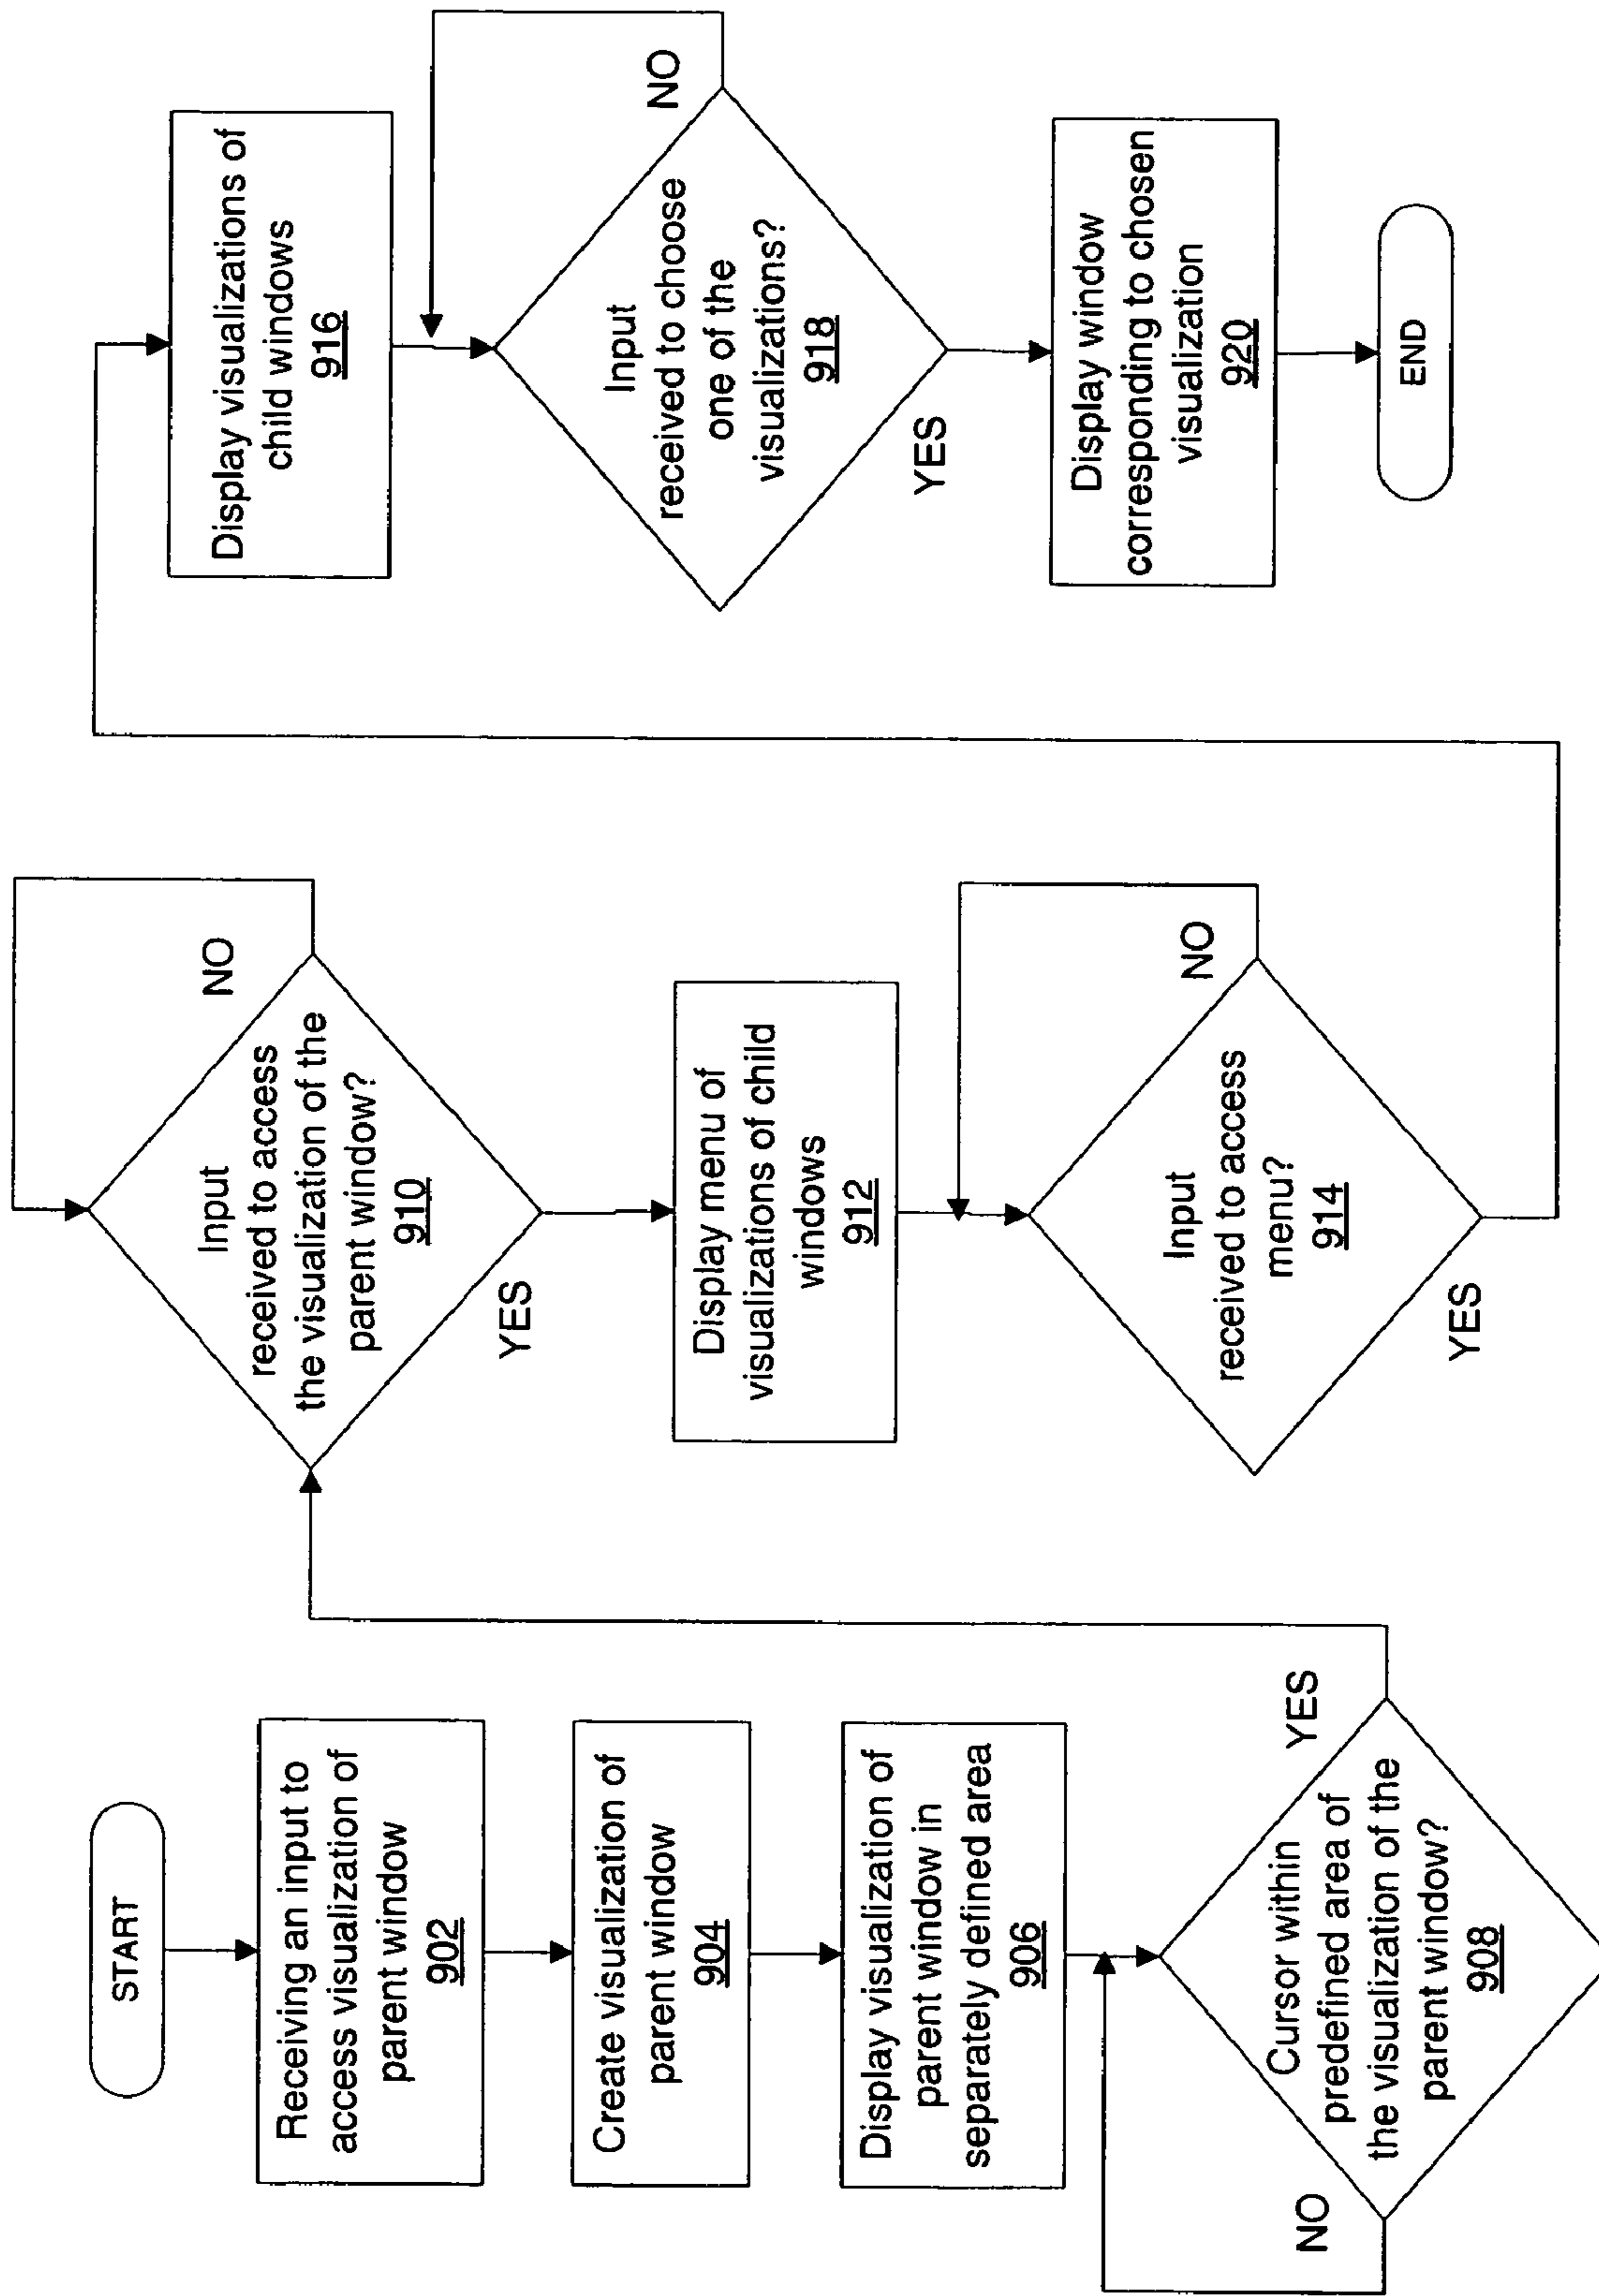 START
Receiving an input to
access visualization of
parent window
902
Create visualization of
parent window
904
Display visualization of
parent window in
separately defined area
906
Cursor within
predefined area of
the visualization of the
parent window?
908
NO
YES
Input
received to access
the visualization of the
parent window?
910
NO
YES
Display menu of
visualizations of child
windows
912
Input
received to access
menu?
914
NO
YES
Display visualizations of
child windows
916
Input
received to choose
one of the
visualizations?
918
NO
YES
Display window
corresponding to chosen
visualization
920
END